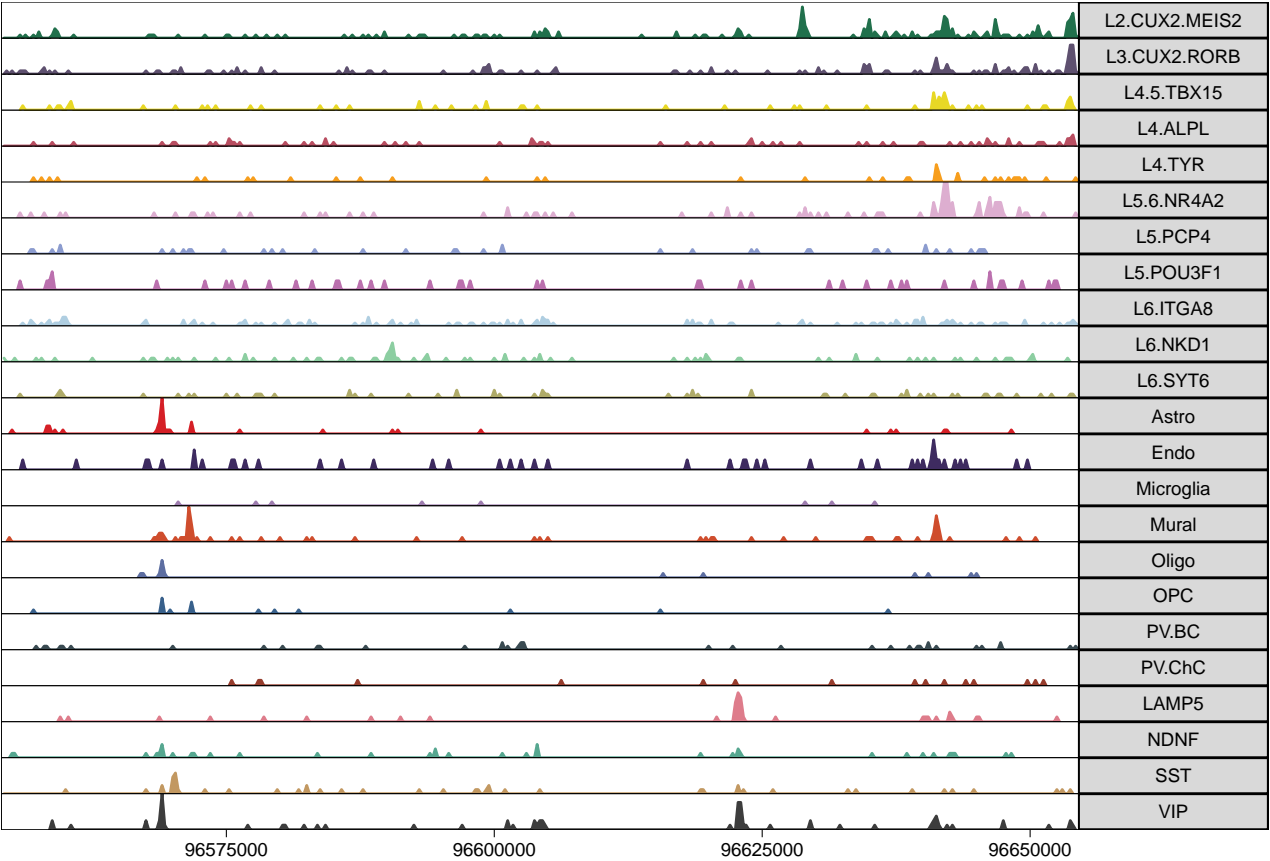 L2.CUX2.MEIS2
L3.CUX2.RORB
L4.5.TBX15
L4.ALPL
L4.TYR
L5.6.NR4A2
L5.PCP4
L5.POU3F1
L6.ITGA8
L6.NKD1
L6.SYT6
Astro
Endo
Microglia
Mural
Oligo
OPC
PV.BC
PV.ChC
LAMP5
NDNF
SST
VIP
96575000 96600000 96625000 96650000